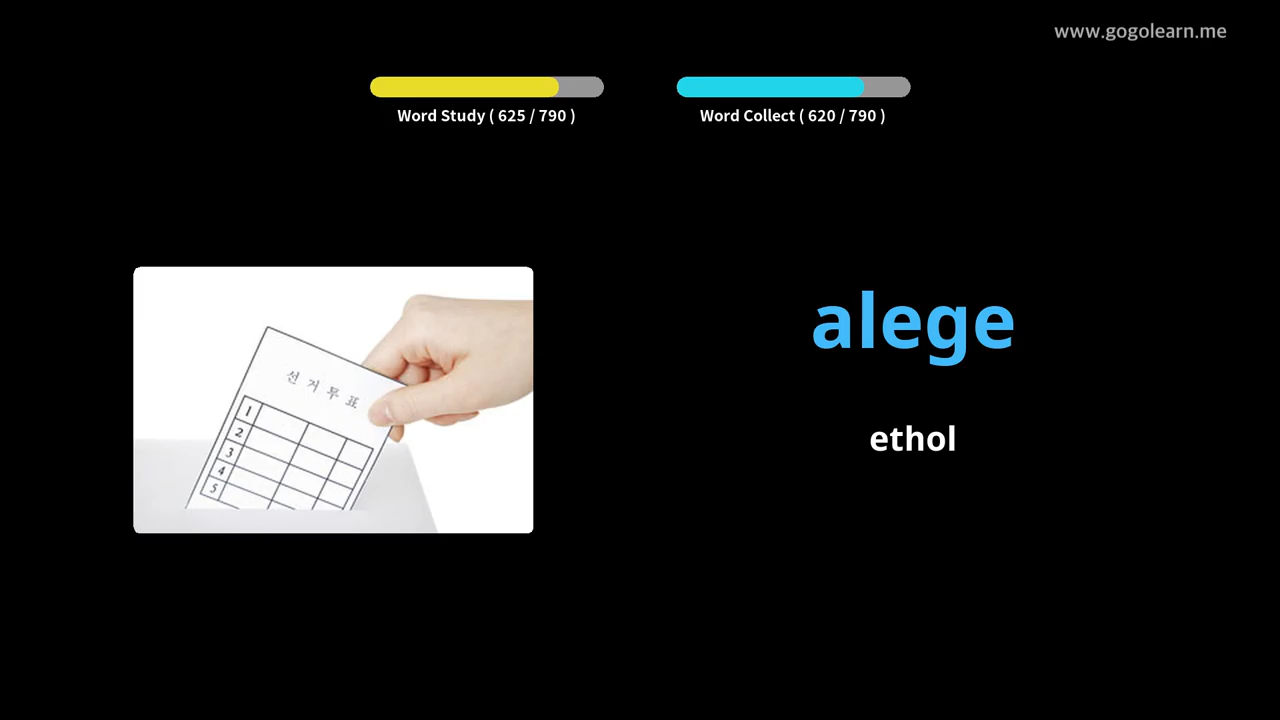 www.gogolearn.me
Word Study ( 625 / 790 )
Word Collect ( 620 / 790 )
선거투표
1
2
3
4
5
alege
ethol